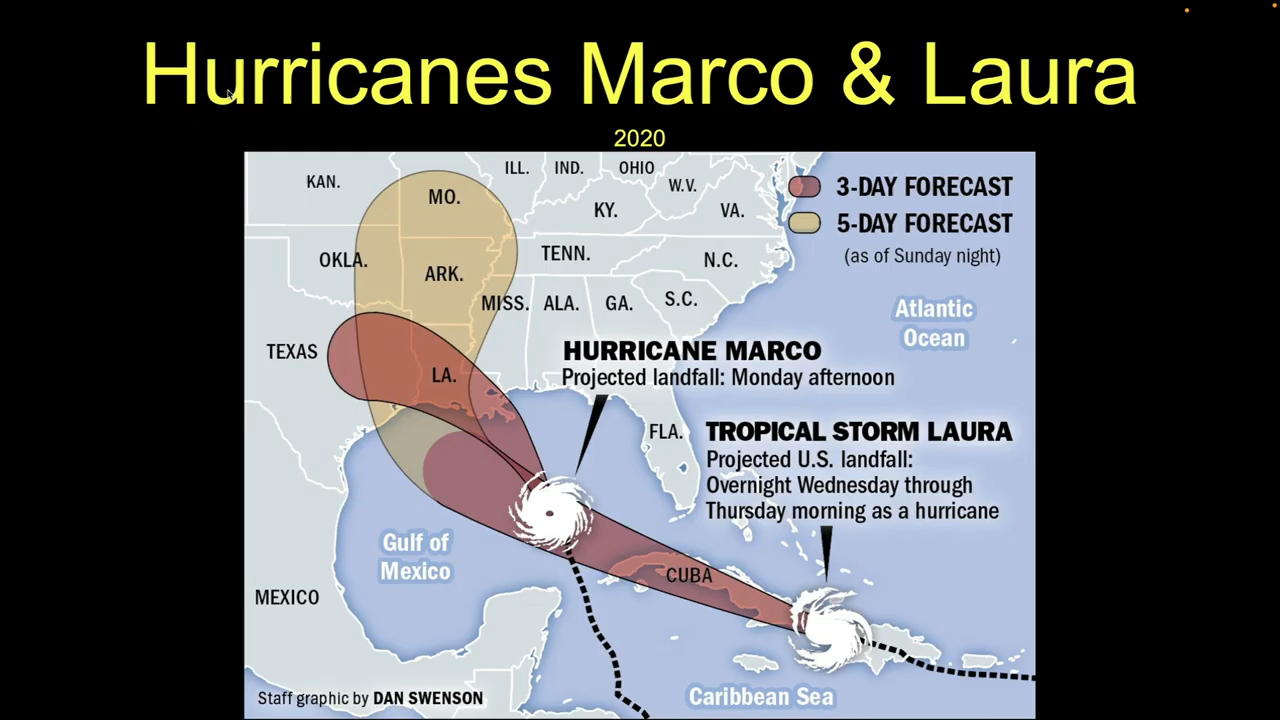 Hurricanes Marco & Laura
2020
ILL.
IND.
OHIO
KAN.
W.V.
MO.
KY.
VA.
3-DAY FORECAST
5-DAY FORECAST
(as of Sunday night)
OKLA.
ARK.
TENN.
N.C.
MISS.
ALA.
GA.
S.C.
Atlantic
Ocean
TEXAS
LA.
HURRICANE MARCO
Projected landfall: Monday afternoon
FLA.
TROPICAL STORM LAURA
Projected U.S. landfall:
Overnight Wednesday through
Thursday morning as a hurricane
Gulf of
Mexico
CUBA
MEXICO
Staff graphic by DAN SWENSON
Caribbean Sea